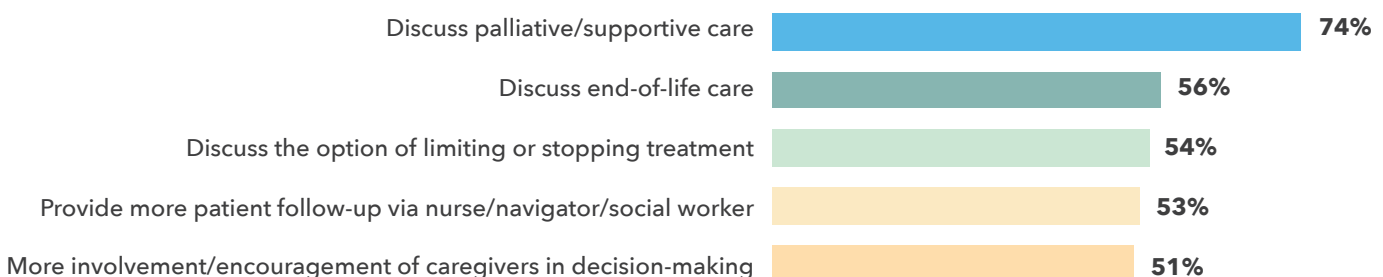 Discuss palliative/supportive care 74%
Discuss end-of-life care 56%
Discuss the option of limiting or stopping treatment 54%
Provide more patient follow-up via nurse/navigator/social worker 53%
More involvement/encouragement of caregivers in decision-making 51%